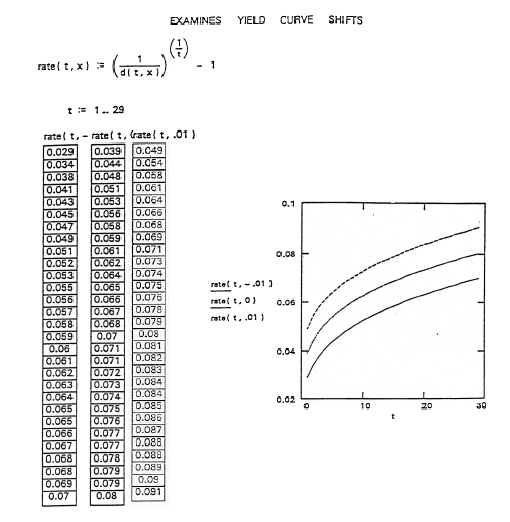 EXAMINES YIELD CURVE SHIFTS
rate( t, x) := (1 / d( t, x))^(1/t) - 1
t := 1 .. 29
rate( t, - rate( t, ( rate( t, .01 )
0.029 0.039 0.049
0.034 0.044 0.054
0.038 0.048 0.058
0.041 0.051 0.061
0.043 0.053 0.064
0.045 0.056 0.066
0.047 0.058 0.068
0.049 0.059 0.069
0.051 0.061 0.071
0.052 0.062 0.073
0.053 0.064 0.074
0.055 0.065 0.075
0.056 0.066 0.076
0.057 0.067 0.078
0.058 0.068 0.079
0.059 0.07 0.08
0.06 0.071 0.081
0.061 0.071 0.082
0.062 0.072 0.083
0.063 0.073 0.084
0.064 0.074 0.084
0.065 0.075 0.085
0.065 0.076 0.086
0.066 0.077 0.087
0.067 0.077 0.088
0.068 0.078 0.088
0.068 0.079 0.089
0.069 0.079 0.09
0.07 0.08 0.091
rate( t, - .01 )
rate( t, 0 )
rate( t, .01 )
0.1
0.08
0.06
0.04
0.02
0 10 20 30
t